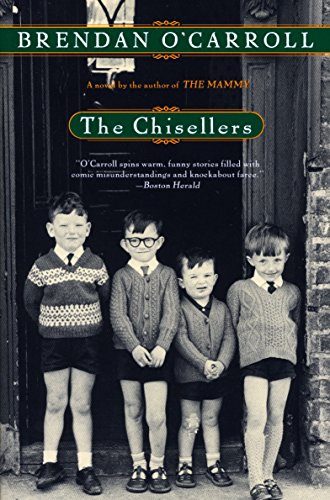 BRENDAN O'CARROLL
A novel by the author of THE MAMMY
The Chisellers
"O'Carroll spins warm, funny stories filled with
comic misunderstandings and knockabout farce."
—Boston Herald